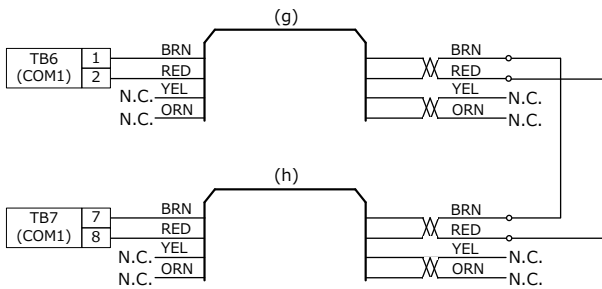 (g)
TB6 1 BRN BRN
(COM1) 2 RED RED
N.C. YEL YEL N.C.
N.C. ORN ORN N.C.
(h)
TB7 7 BRN BRN
(COM1) 8 RED RED
N.C. YEL YEL N.C.
N.C. ORN ORN N.C.